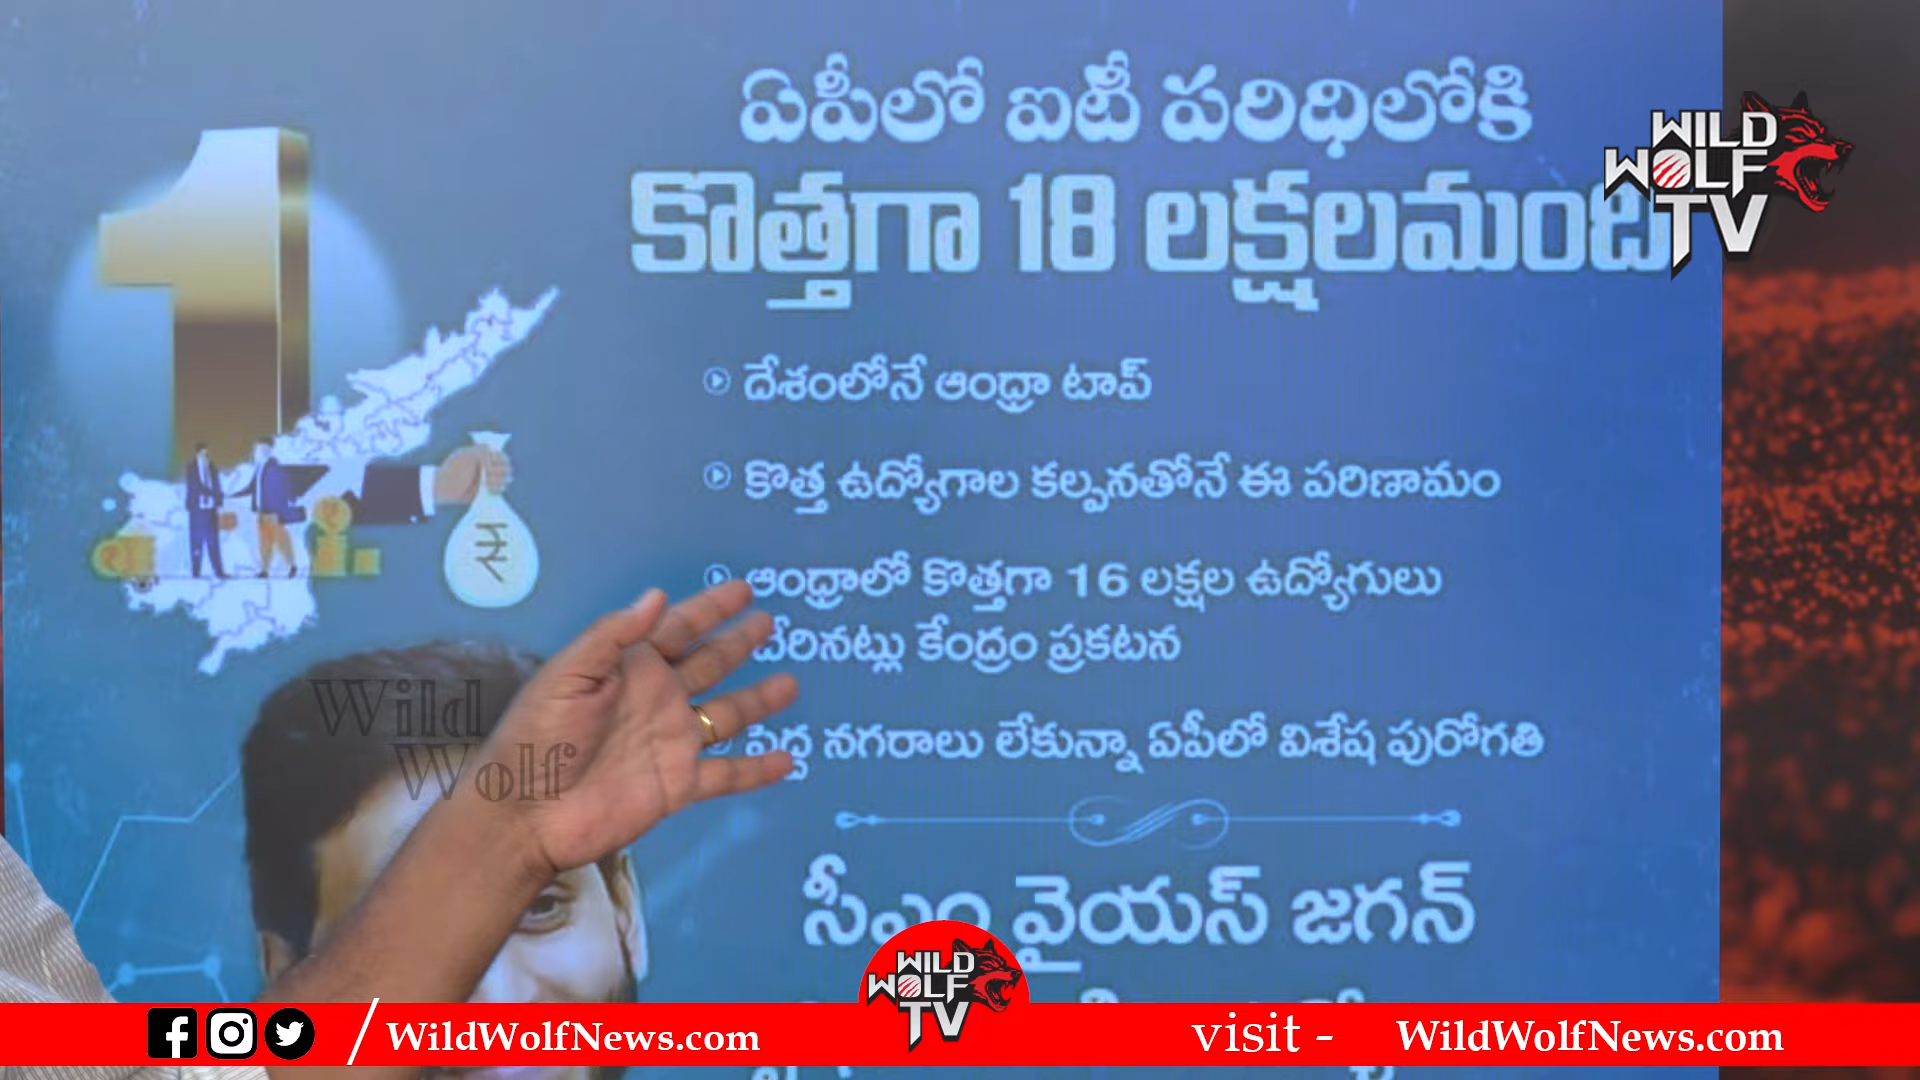 ఏపీలో ఐటీ పరిధిలోకి
కొత్తగా 18 లక్షలమంది
WILD
WOLF
TV
దేశంలోనే ఆంధ్రా టాప్
కొత్త ఉద్యోగాల కల్పనతోనే ఈ పరిణామం
ఆంధ్రాలో కొత్తగా 16 లక్షల ఉద్యోగులు
చేరినట్లు కేంద్రం ప్రకటన
పెద్ద నగరాలు లేకున్నా ఏపీలో విశేష పురోగతి
Wild
Wolf
సీఎం వైయస్ జగన్
WILD
WOLF
TV
WildWolfNews.com
visit - WildWolfNews.com